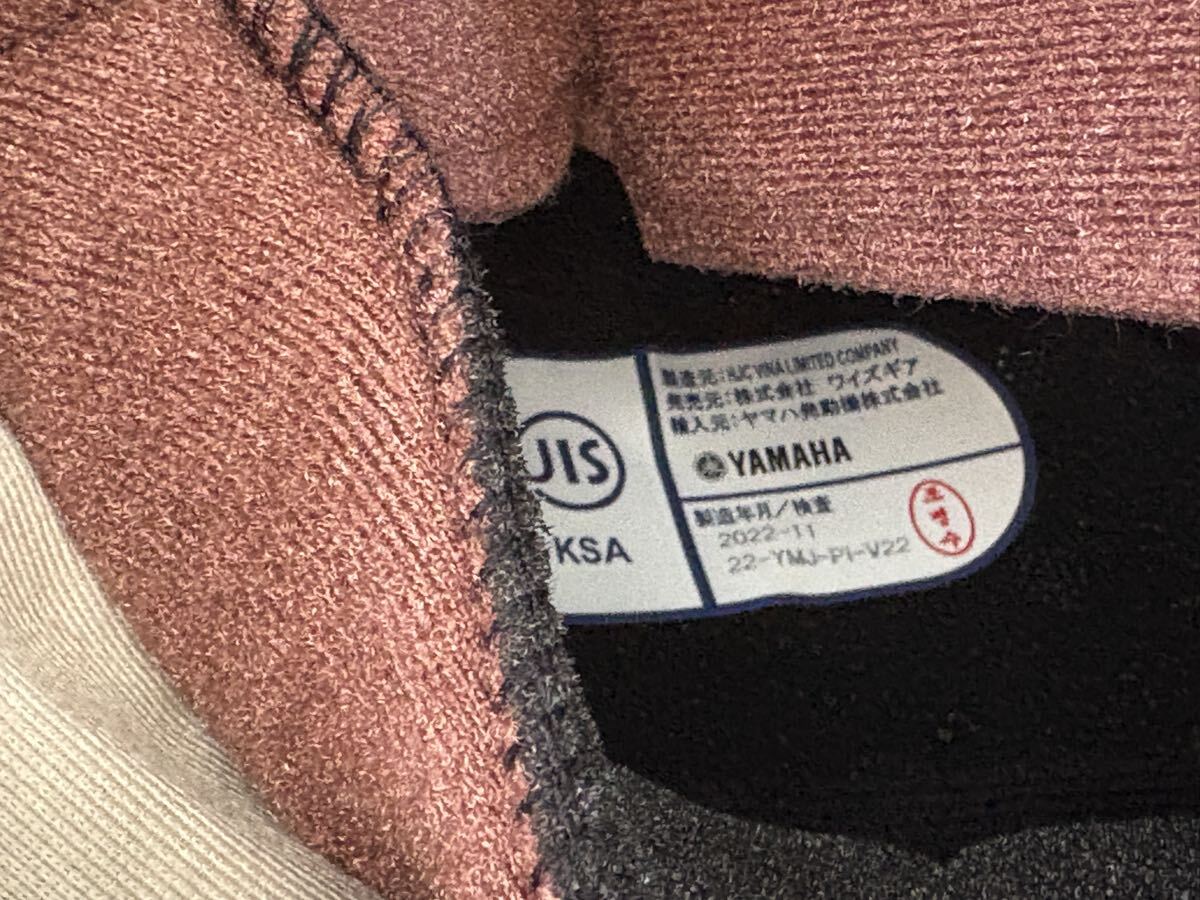 JIS
KSA
製造元：HJC VINA LIMITED COMPANY
発売元：株式会社 ワイズギア
輸入元：ヤマハ発動機株式会社
YAMAHA
製造年月／検査
2022-11
22-YMJ-PI-V22